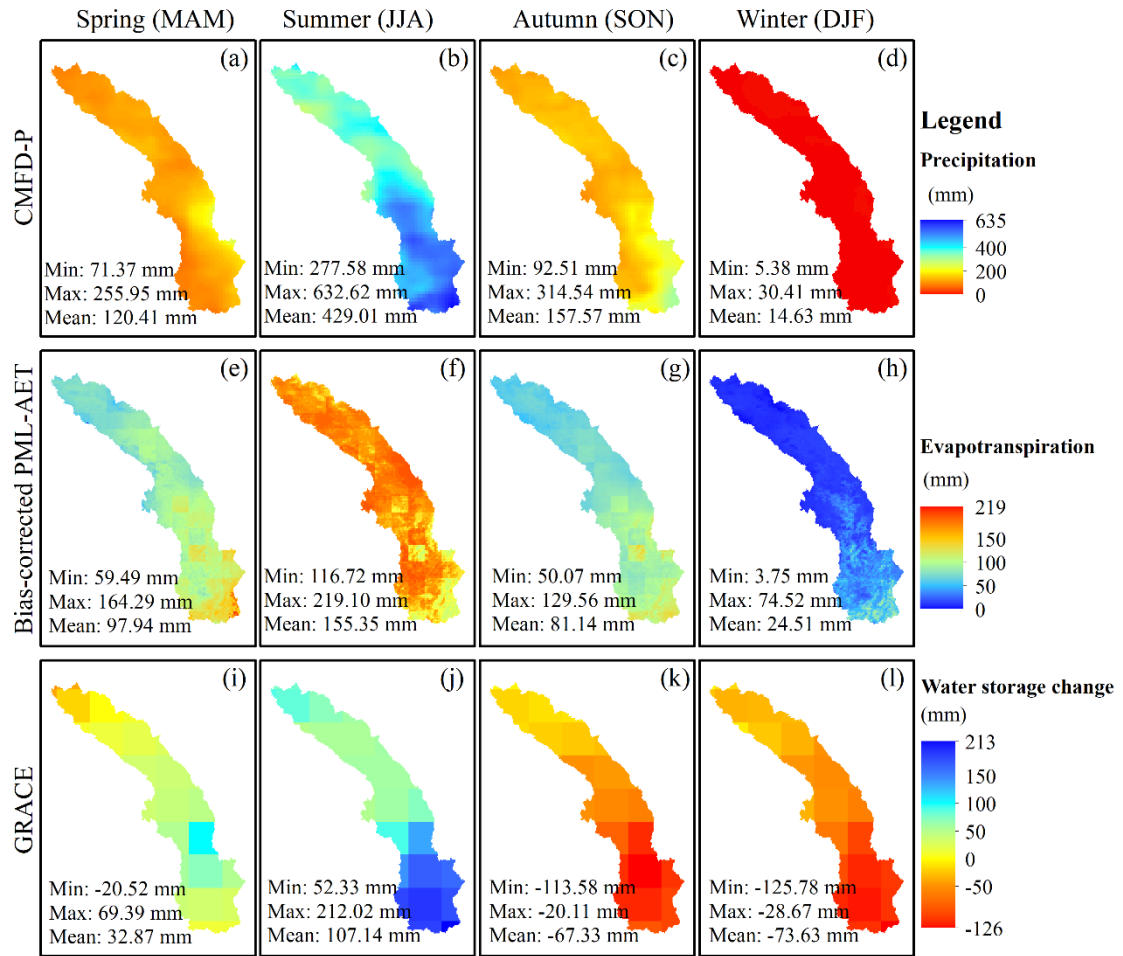 Spring (MAM)
Summer (JJA)
Autumn (SON)
Winter (DJF)
CMFD-P
(a)
Min: 71.37 mm
Max: 255.95 mm
Mean: 120.41 mm
(b)
Min: 277.58 mm
Max: 632.62 mm
Mean: 429.01 mm
(c)
Min: 92.51 mm
Max: 314.54 mm
Mean: 157.57 mm
(d)
Min: 5.38 mm
Max: 30.41 mm
Mean: 14.63 mm
Legend
Precipitation
(mm)
635
400
200
0
Bias-corrected PML-AET
(e)
Min: 59.49 mm
Max: 164.29 mm
Mean: 97.94 mm
(f)
Min: 116.72 mm
Max: 219.10 mm
Mean: 155.35 mm
(g)
Min: 50.07 mm
Max: 129.56 mm
Mean: 81.14 mm
(h)
Min: 3.75 mm
Max: 74.52 mm
Mean: 24.51 mm
Evapotranspiration
(mm)
219
150
100
50
0
GRACE
(i)
Min: -20.52 mm
Max: 69.39 mm
Mean: 32.87 mm
(j)
Min: 52.33 mm
Max: 212.02 mm
Mean: 107.14 mm
(k)
Min: -113.58 mm
Max: -20.11 mm
Mean: -67.33 mm
(l)
Min: -125.78 mm
Max: -28.67 mm
Mean: -73.63 mm
Water storage change
(mm)
213
150
100
50
0
-50
-126